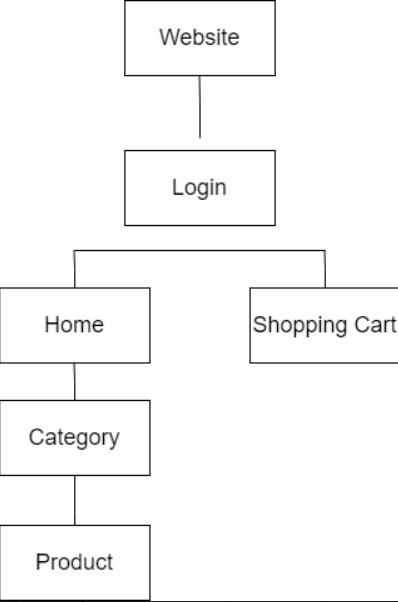 Website
Login
Home
Shopping Cart
Category
Product